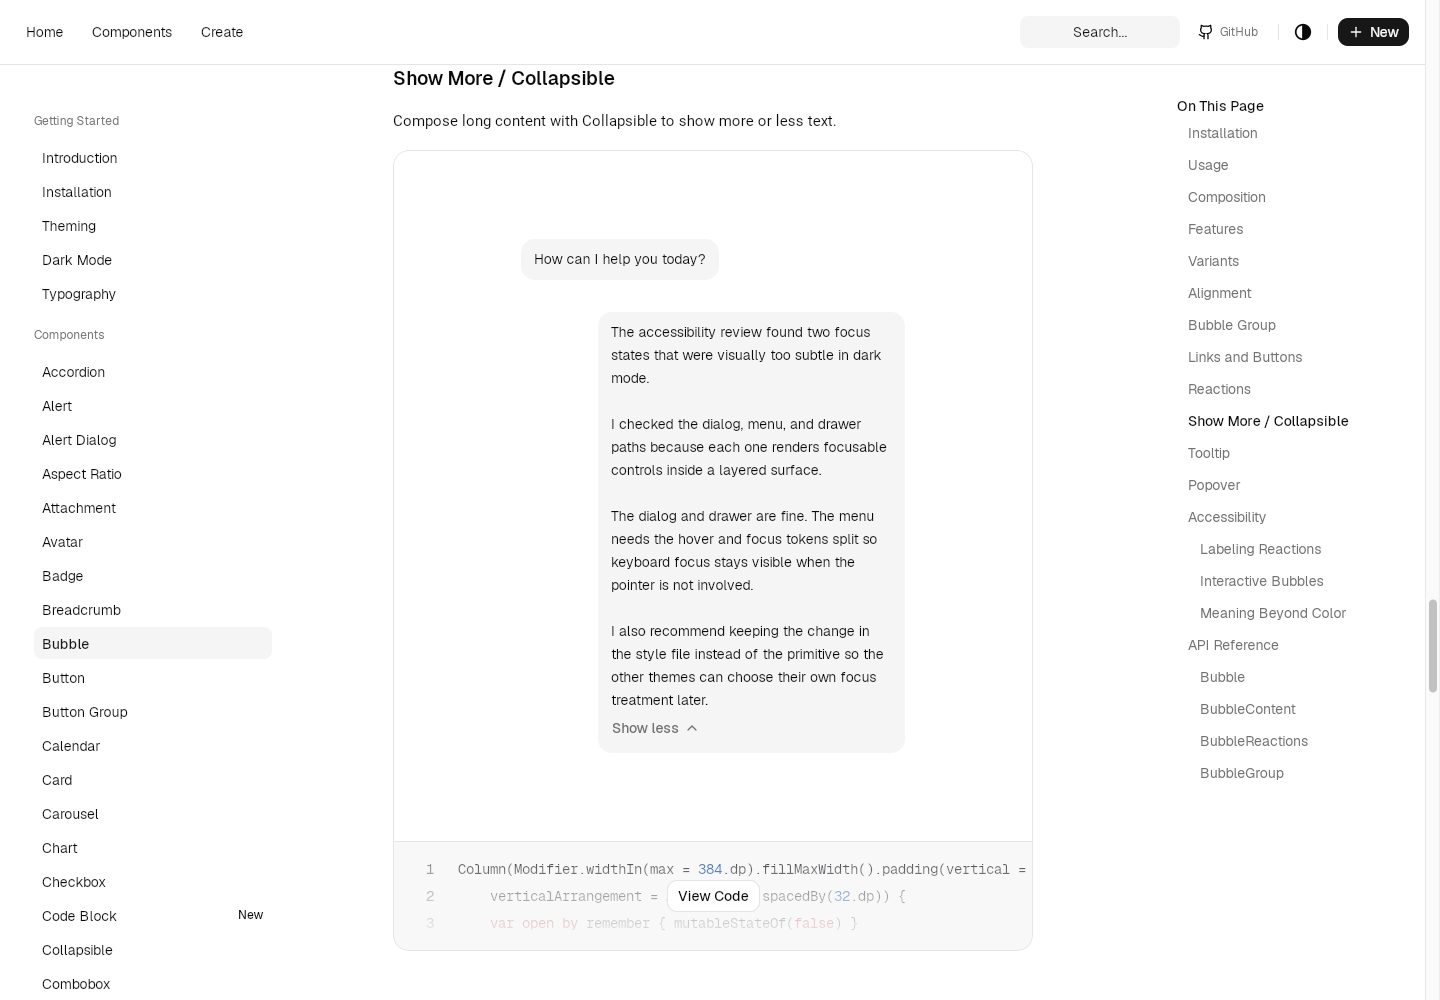 Home
Components
Create
Search...
GitHub
New
Getting Started
Introduction
Installation
Theming
Dark Mode
Typography
Components
Accordion
Alert
Alert Dialog
Aspect Ratio
Attachment
Avatar
Badge
Breadcrumb
Bubble
Button
Button Group
Calendar
Card
Carousel
Chart
Checkbox
Code Block New
Collapsible
Combobox
Show More / Collapsible
Compose long content with Collapsible to show more or less text.
How can I help you today?
The accessibility review found two focus
states that were visually too subtle in dark
mode.
I checked the dialog, menu, and drawer
paths because each one renders focusable
controls inside a layered surface.
The dialog and drawer are fine. The menu
needs the hover and focus tokens split so
keyboard focus stays visible when the
pointer is not involved.
I also recommend keeping the change in
the style file instead of the primitive so the
other themes can choose their own focus
treatment later.
Show less
1 Column(Modifier.widthIn(max = 384.dp).fillMaxWidth().padding(vertical =
2 verticalArrangement = spacedBy(32.dp)) {
View Code
3 var open by remember { mutableStateOf(false) }
On This Page
Installation
Usage
Composition
Features
Variants
Alignment
Bubble Group
Links and Buttons
Reactions
Show More / Collapsible
Tooltip
Popover
Accessibility
Labeling Reactions
Interactive Bubbles
Meaning Beyond Color
API Reference
Bubble
BubbleContent
BubbleReactions
BubbleGroup